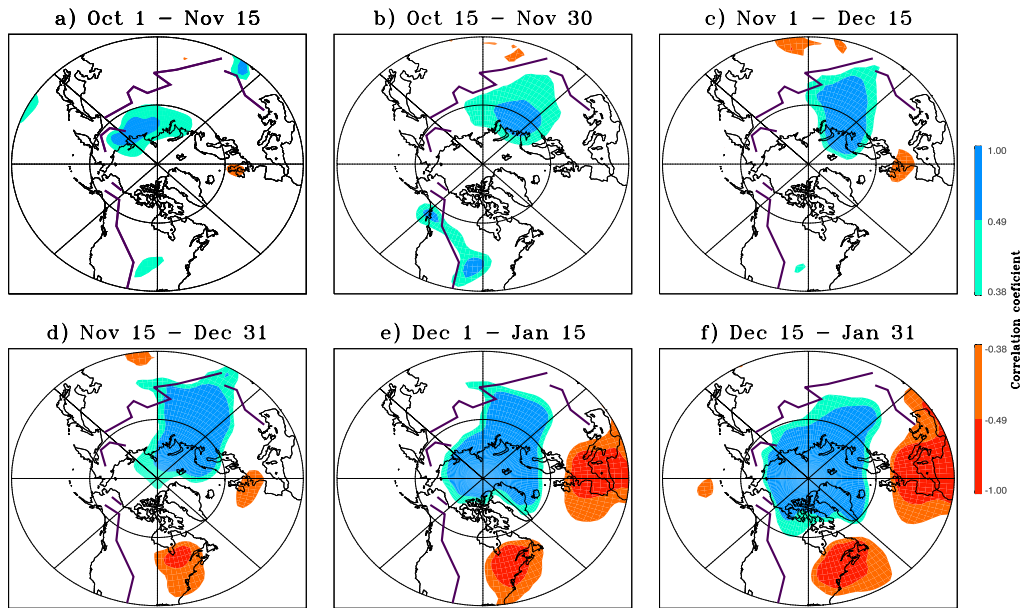 a) Oct 1 – Nov 15
b) Oct 15 – Nov 30
c) Nov 1 – Dec 15
1.00
0.49
0.38
Correlation coeficient
-0.38
-0.49
-1.00
d) Nov 15 – Dec 31
e) Dec 1 – Jan 15
f) Dec 15 – Jan 31